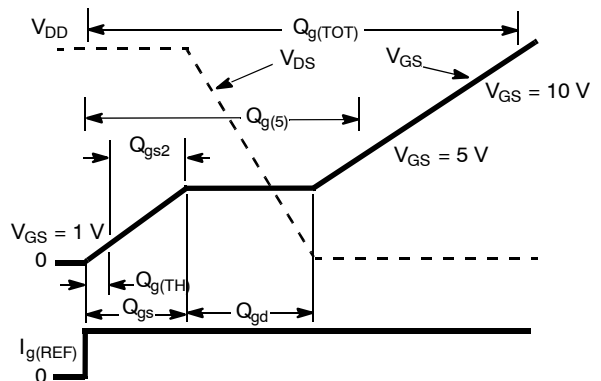 V_DD
Q_g(TOT)
V_DS
V_GS
V_GS = 10 V
Q_g(5)
Q_gs2
V_GS = 5 V
V_GS = 1 V
0
Q_g(TH)
Q_gs
Q_gd
I_g(REF)
0